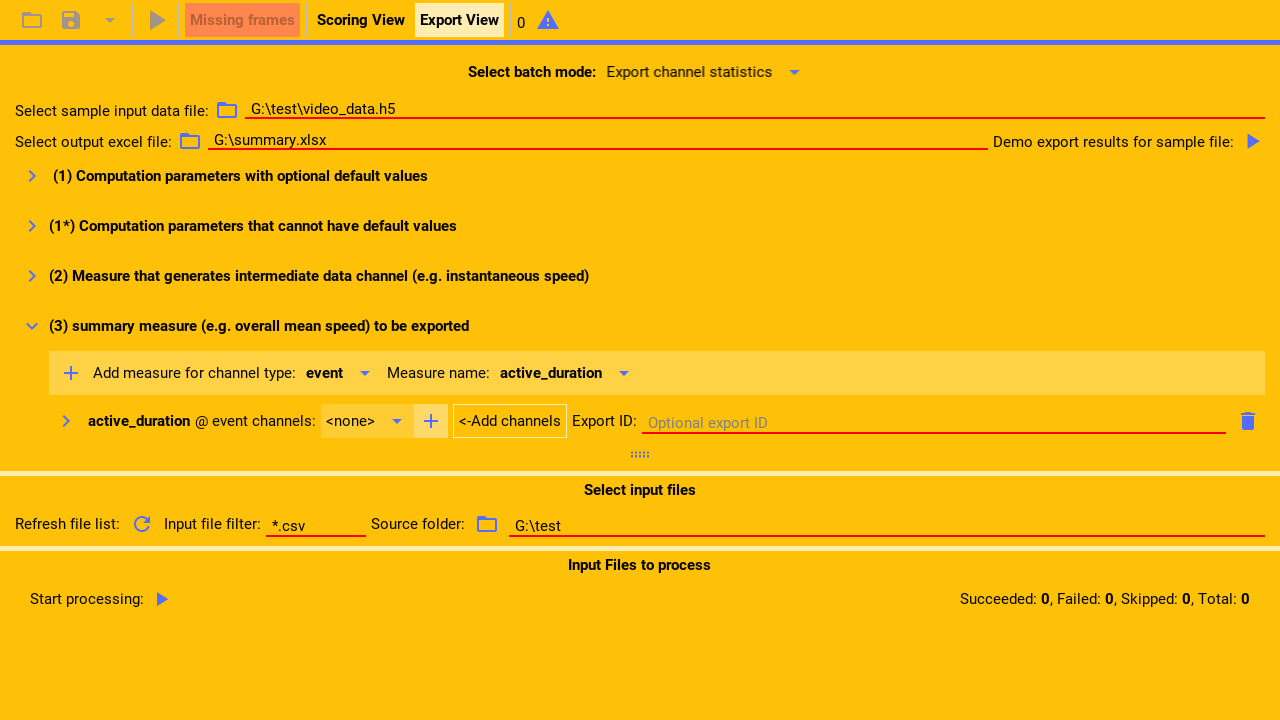 Missing frames Scoring View Export View 0
Select batch mode: Export channel statistics
Select sample input data file: G:\test\video_data.h5
Select output excel file: G:\summary.xlsx Demo export results for sample file:
(1) Computation parameters with optional default values
(1*) Computation parameters that cannot have default values
(2) Measure that generates intermediate data channel (e.g. instantaneous speed)
(3) summary measure (e.g. overall mean speed) to be exported
Add measure for channel type: event Measure name: active_duration
active_duration @ event channels: <none> <-Add channels Export ID: Optional export ID
Select input files
Refresh file list: Input file filter: *.csv Source folder: G:\test
Input Files to process
Start processing: Succeeded: 0, Failed: 0, Skipped: 0, Total: 0